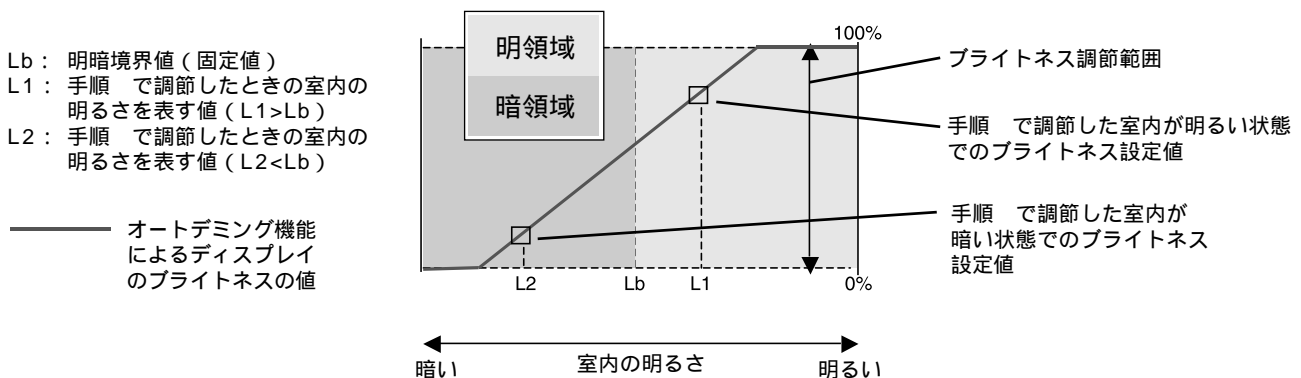 Lb： 明暗境界値（固定値）
L1： 手順　で調節したときの室内の
明るさを表す値（L1>Lb）
L2： 手順　で調節したときの室内の
明るさを表す値（L2<Lb）
オートデミング機能
によるディスプレイ
のブライトネスの値
明領域
暗領域
100%
0%
L2
Lb
L1
暗い
室内の明るさ
明るい
ブライトネス調節範囲
手順　で調節した室内が明るい状態
でのブライトネス設定値
手順　で調節した室内が
暗い状態でのブライトネス
設定値